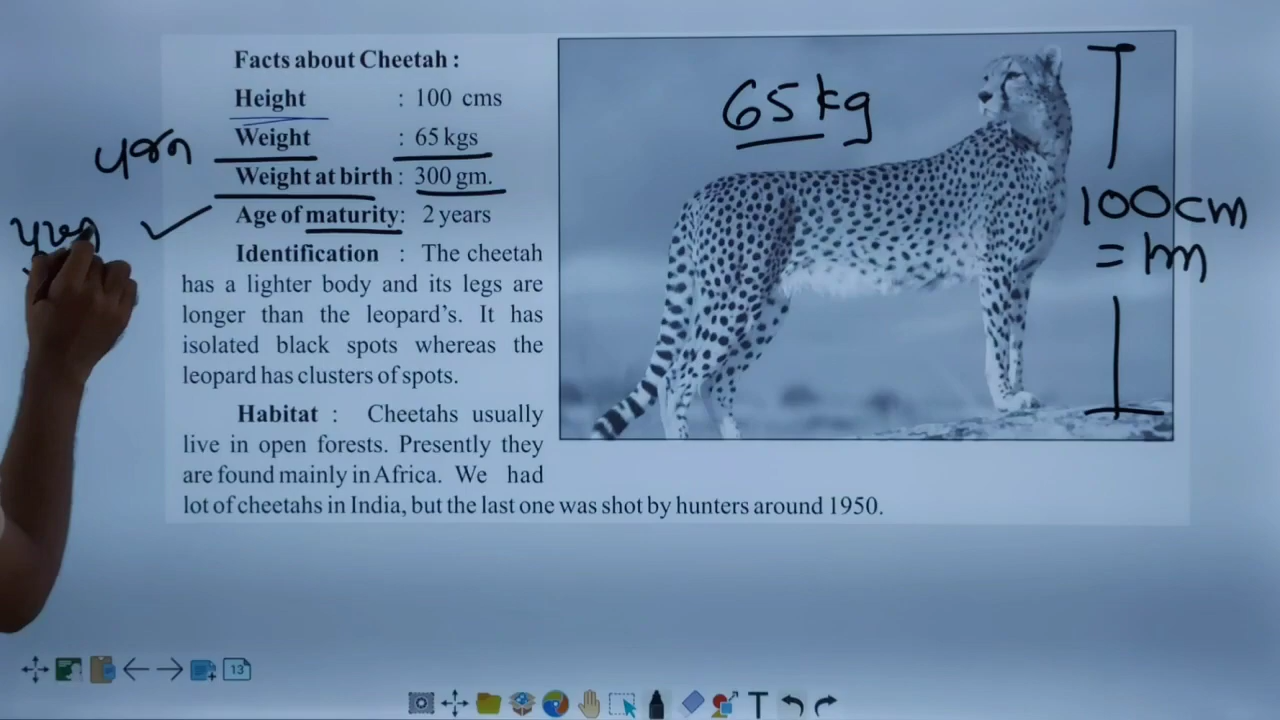 Facts about Cheetah :
Height : 100 cms
Weight : 65 kgs
Weight at birth : 300 gm.
Age of maturity: 2 years
Identification : The cheetah
has a lighter body and its legs are
longer than the leopard's. It has
isolated black spots whereas the
leopard has clusters of spots.
Habitat : Cheetahs usually
live in open forests. Presently they
are found mainly in Africa. We had
lot of cheetahs in India, but the last one was shot by hunters around 1950.
65 kg
100cm
વજન
13
T